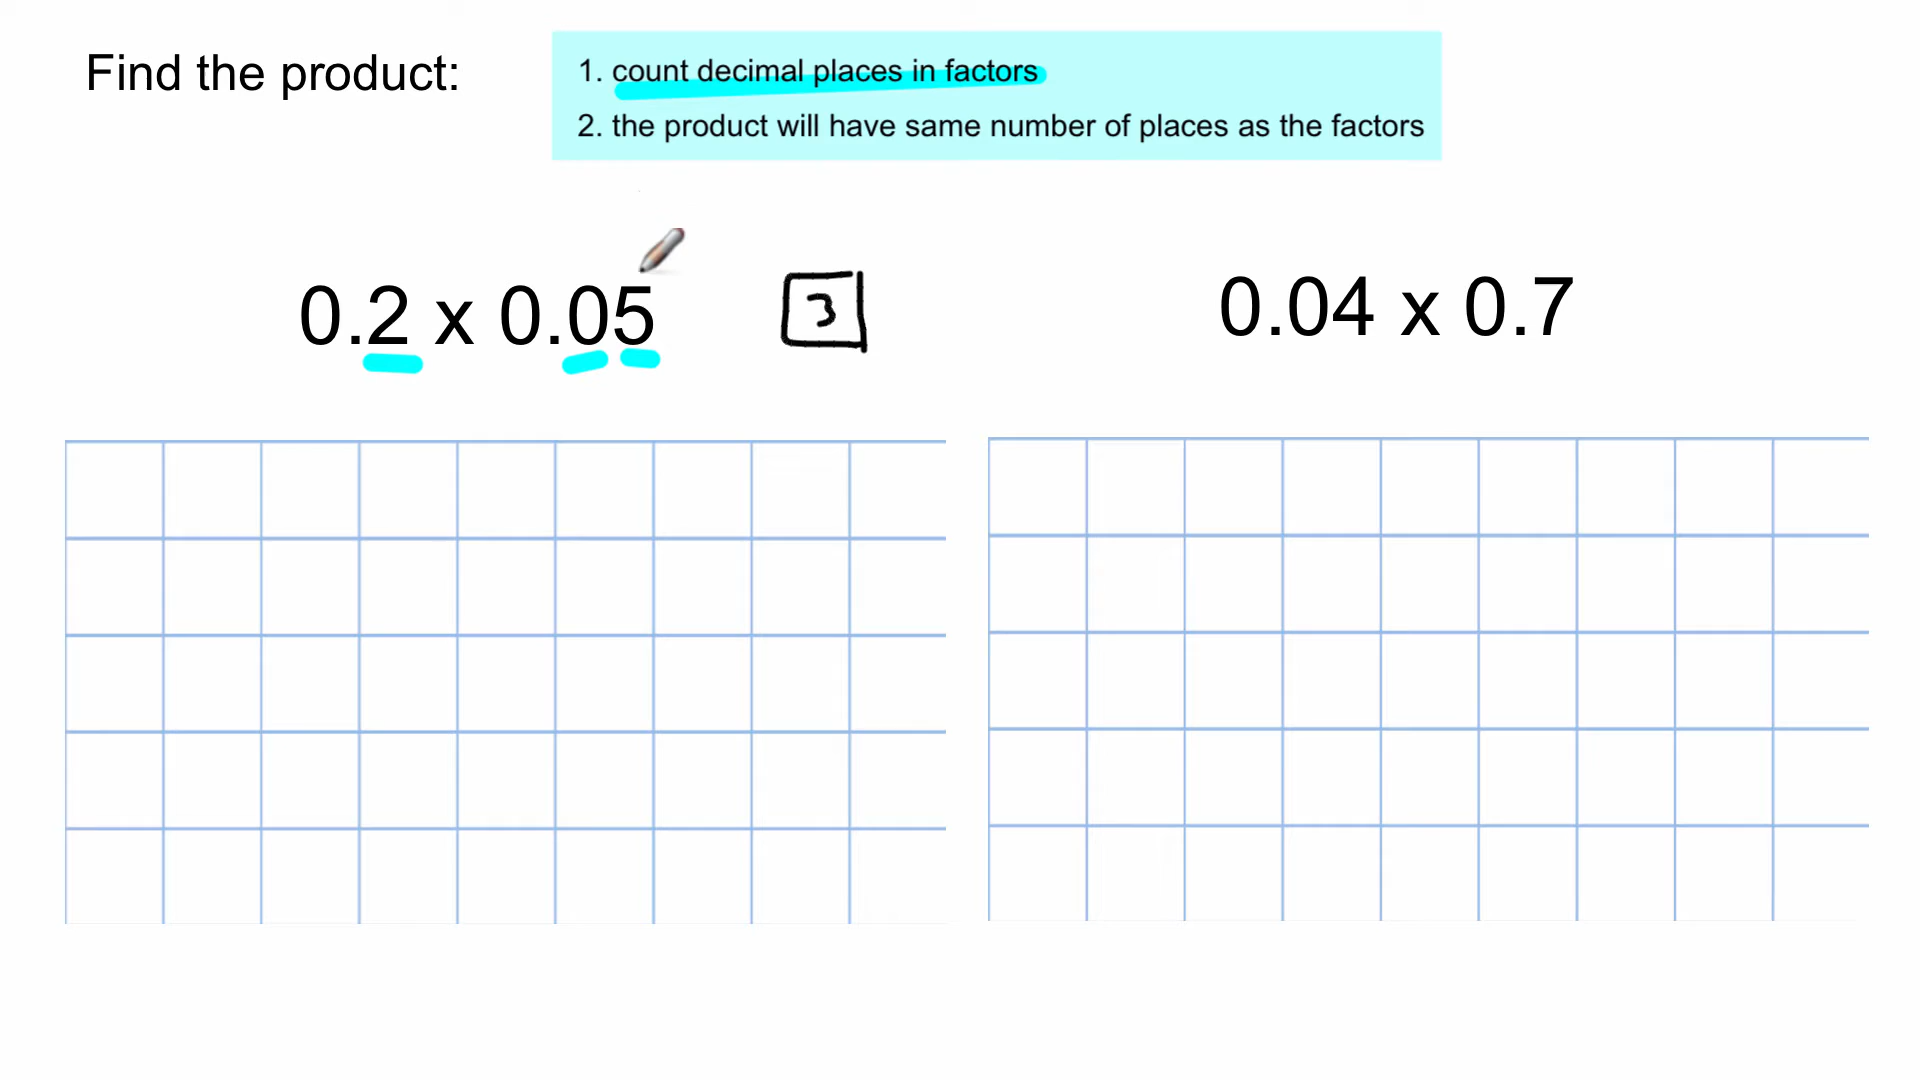 Find the product:
1. count decimal places in factors
2. the product will have same number of places as the factors
0.2 x 0.05
3
0.04 x 0.7